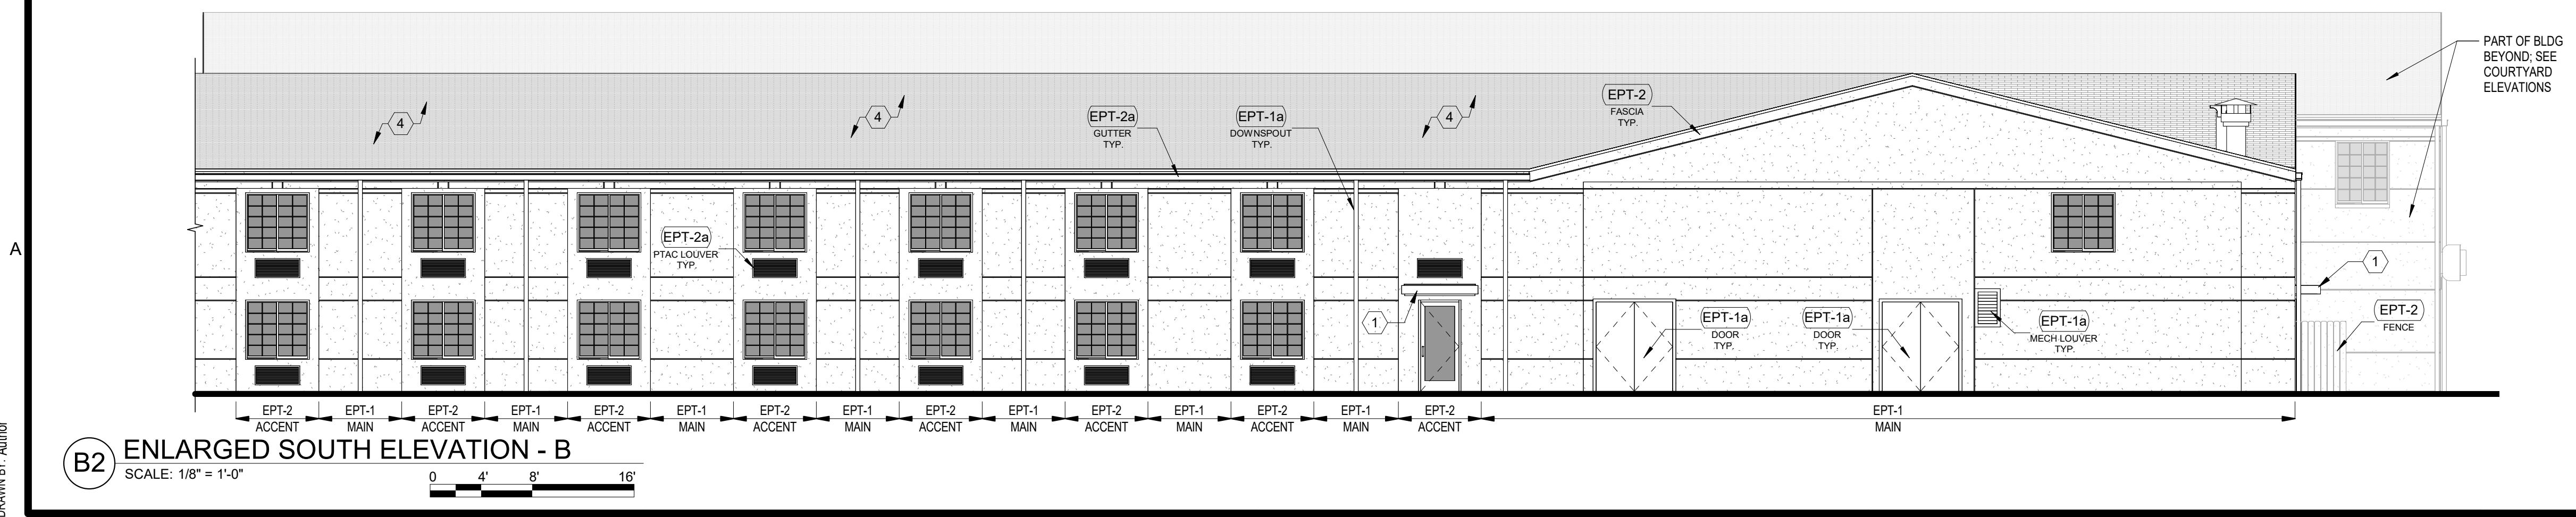 PART OF BLDG
BEYOND; SEE
COURTYARD
ELEVATIONS
4
4
4
EPT-2a
GUTTER
TYP.
EPT-1a
DOWNSPOUT
TYP.
EPT-2
FASCIA
TYP.
A
EPT-2a
PTAC LOUVER
TYP.
1
1
EPT-1a
DOOR
TYP.
EPT-1a
DOOR
TYP.
EPT-1a
MECH LOUVER
TYP.
EPT-2
FENCE
EPT-2
ACCENT
EPT-1
MAIN
EPT-2
ACCENT
EPT-1
MAIN
EPT-2
ACCENT
EPT-1
MAIN
EPT-2
ACCENT
EPT-1
MAIN
EPT-2
ACCENT
EPT-1
MAIN
EPT-2
ACCENT
EPT-1
MAIN
EPT-2
ACCENT
EPT-1
MAIN
EPT-2
ACCENT
EPT-1
MAIN
B2
ENLARGED SOUTH ELEVATION - B
SCALE: 1/8" = 1'-0"
0 4' 8' 16'
DRAWN BY: Author